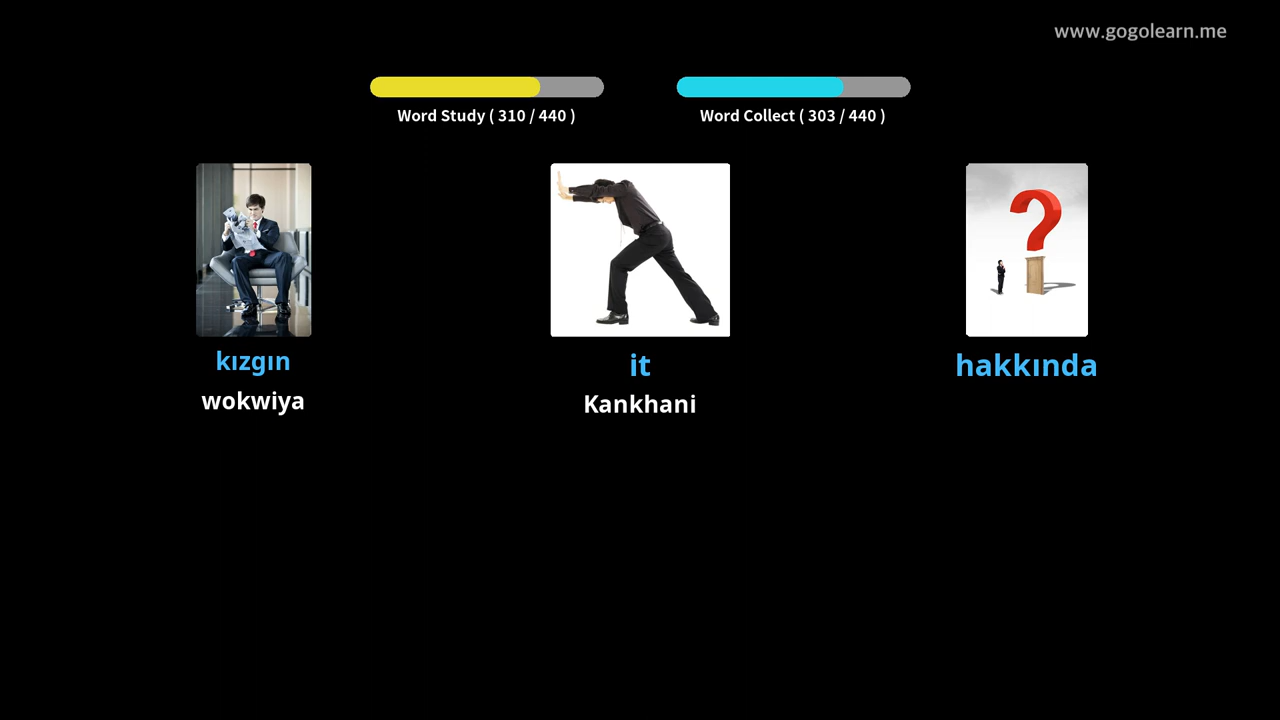 www.gogolearn.me
Word Study ( 310 / 440 )
Word Collect ( 303 / 440 )
kızgın
it
hakkında
wokwiya
Kankhani